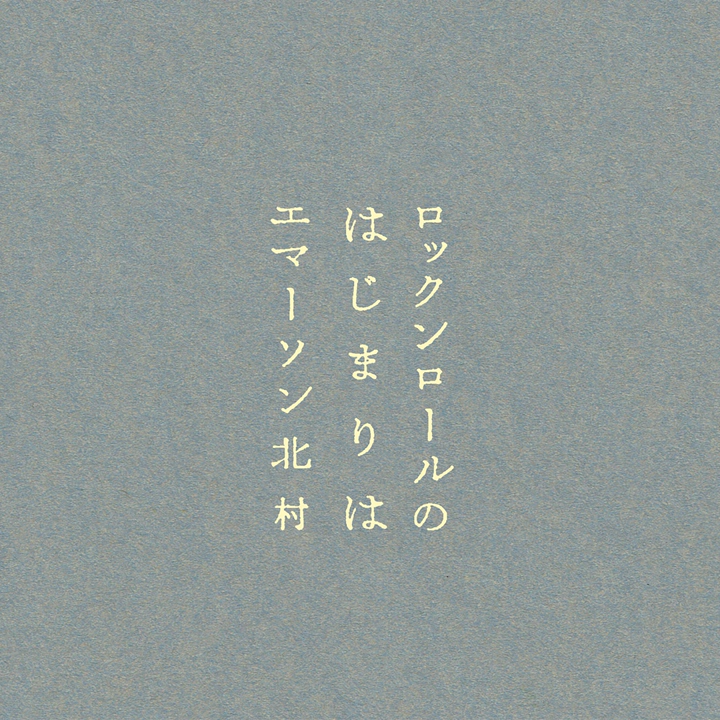 ロックンロールの
はじまりは
エマーソン北村